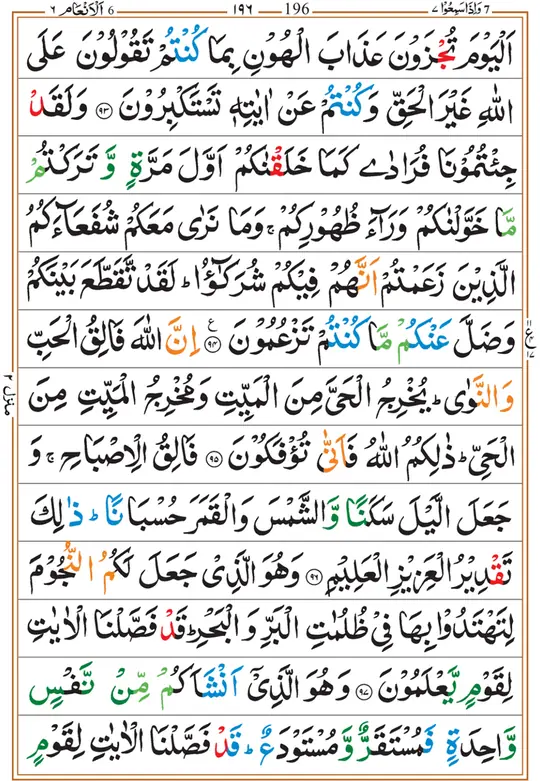 7 وَاِذَا سَمِعُوْا ٧ 196 ١٩٦ 6 اَلْاَنْعَام ٦
اَلْيَوْمَ تُجْزَوْنَ عَذَابَ الْهُوْنِ بِمَا كُنْتُمْ تَقُوْلُوْنَ عَلَى
اللّٰهِ غَيْرَ الْحَقِّ وَكُنْتُمْ عَنْ اٰيٰتِهٖ تَسْتَكْبِرُوْنَ ﴿٩٣﴾ وَلَقَدْ
جِئْتُمُوْنَا فُرَادٰى كَمَا خَلَقْنٰكُمْ اَوَّلَ مَرَّةٍ وَّ تَرَكْتُمْ
مَّا خَوَّلْنٰكُمْ وَرَآءَ ظُهُوْرِكُمْ ۚ وَمَا نَرٰى مَعَكُمْ شُفَعَآءَكُمُ
الَّذِيْنَ زَعَمْتُمْ اَنَّهُمْ فِيْكُمْ شُرَكٰٓؤُا ؕ لَقَدْ تَّقَطَّعَ بَيْنَكُمْ
وَضَلَّ عَنْكُمْ مَّا كُنْتُمْ تَزْعُمُوْنَ ﴿٩٤﴾ ع اِنَّ اللّٰهَ فَالِقُ الْحَبِّ
وَالنَّوٰى ؕ يُخْرِجُ الْحَىَّ مِنَ الْمَيِّتِ وَمُخْرِجُ الْمَيِّتِ مِنَ
الْحَىِّ ؕ ذٰلِكُمُ اللّٰهُ فَاَنّٰى تُؤْفَكُوْنَ ﴿٩٥﴾ فَالِقُ الْاِصْبَاحِ ۚ وَ
جَعَلَ الَّيْلَ سَكَنًا وَّالشَّمْسَ وَالْقَمَرَ حُسْبَانًا ؕ ذٰلِكَ
تَقْدِيْرُ الْعَزِيْزِ الْعَلِيْمِ ﴿٩٦﴾ وَهُوَ الَّذِىْ جَعَلَ لَكُمُ النُّجُوْمَ
لِتَهْتَدُوْا بِهَا فِىْ ظُلُمٰتِ الْبَرِّ وَ الْبَحْرِ ؕ قَدْ فَصَّلْنَا الْاٰيٰتِ
لِقَوْمٍ يَّعْلَمُوْنَ ﴿٩٧﴾ وَ هُوَ الَّذِىْٓ اَنْشَاَكُمْ مِّنْ نَّفْسٍ
وَّاحِدَةٍ فَمُسْتَقَرٌّ وَّ مُسْتَوْدَعٌ ؕ قَدْ فَصَّلْنَا الْاٰيٰتِ لِقَوْمٍ
منزل ٢